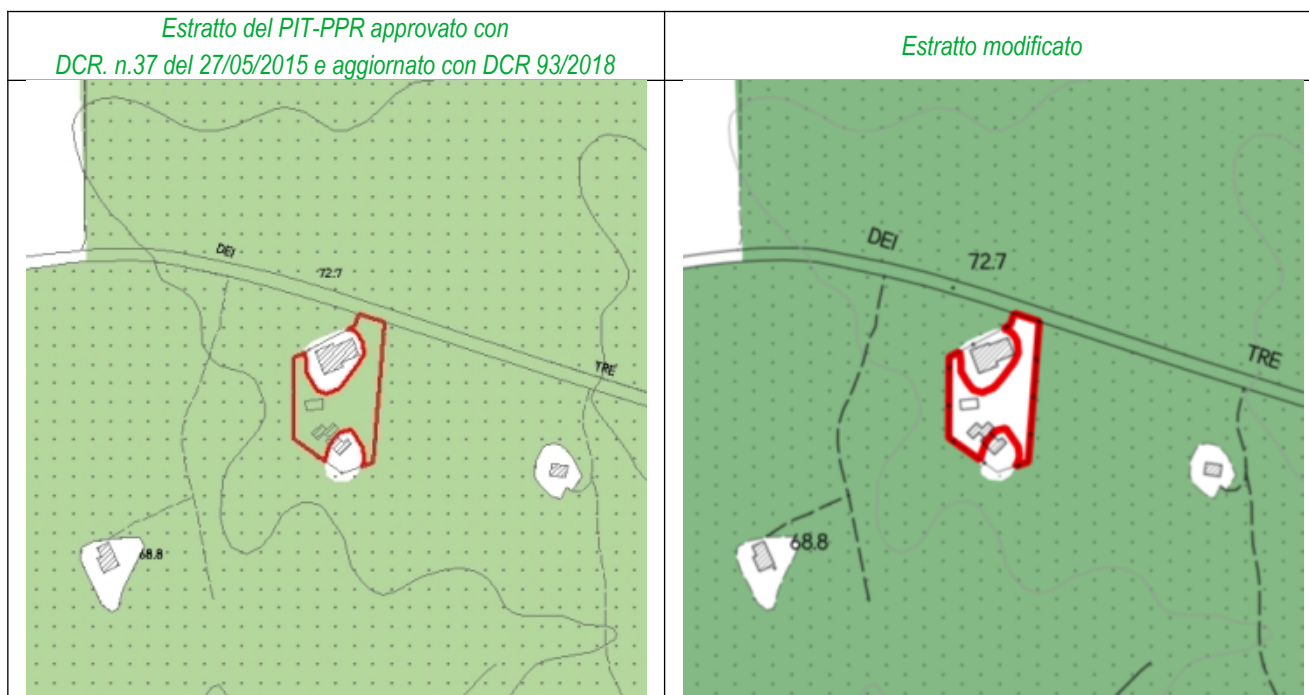 Estratto del PIT-PPR approvato con
DCR. n.37 del 27/05/2015 e aggiornato con DCR 93/2018
Estratto modificato
DEI
72.7
TRE
68.8
DEI
72.7
TRE
68.8